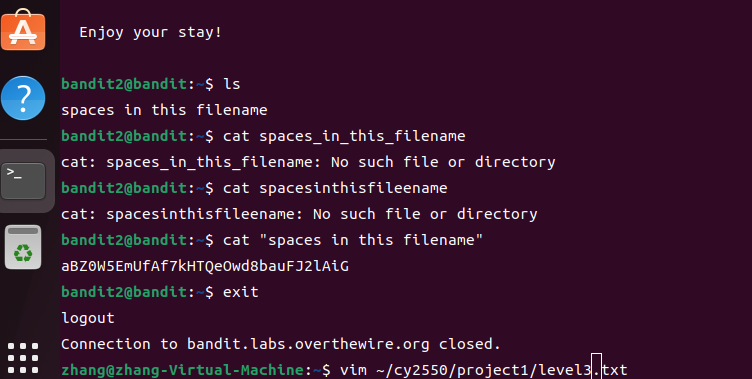 Enjoy your stay!
bandit2@bandit:~$ ls
spaces in this filename
bandit2@bandit:~$ cat spaces_in_this_filename
cat: spaces_in_this_filename: No such file or directory
bandit2@bandit:~$ cat spacesinthisfileename
cat: spacesinthisfileename: No such file or directory
bandit2@bandit:~$ cat "spaces in this filename"
aBZ0W5EmUfAf7kHTQeOwd8bauFJ2lAiG
bandit2@bandit:~$ exit
logout
Connection to bandit.labs.overthewire.org closed.
zhang@zhang-Virtual-Machine:~$ vim ~/cy2550/project1/level3.txt